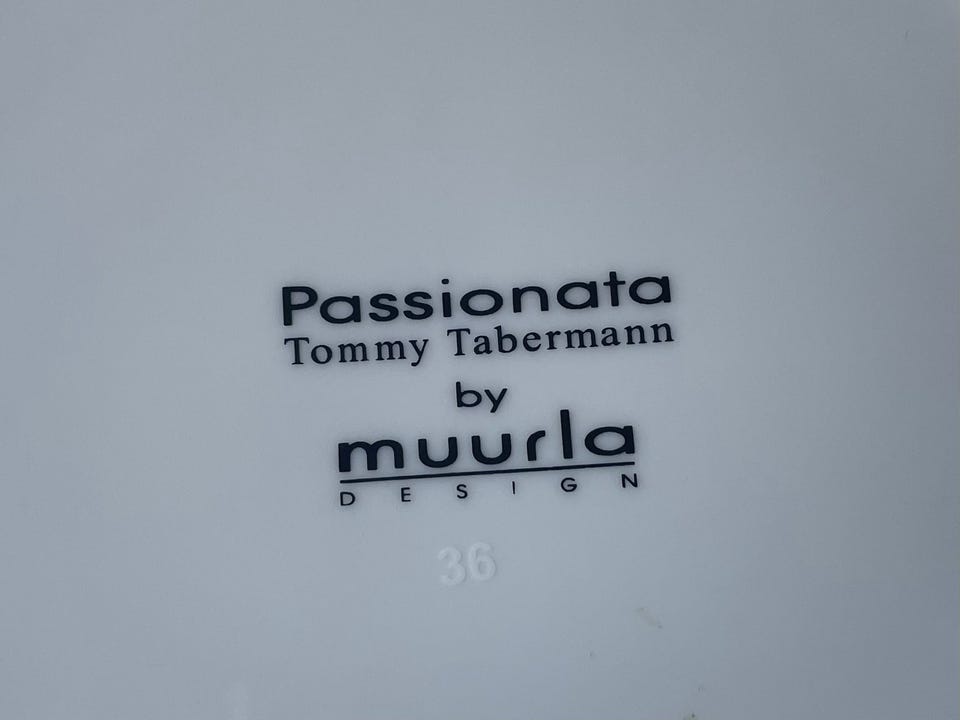 Passionata
Tommy Tabermann
by
muurla
DESIGN
36